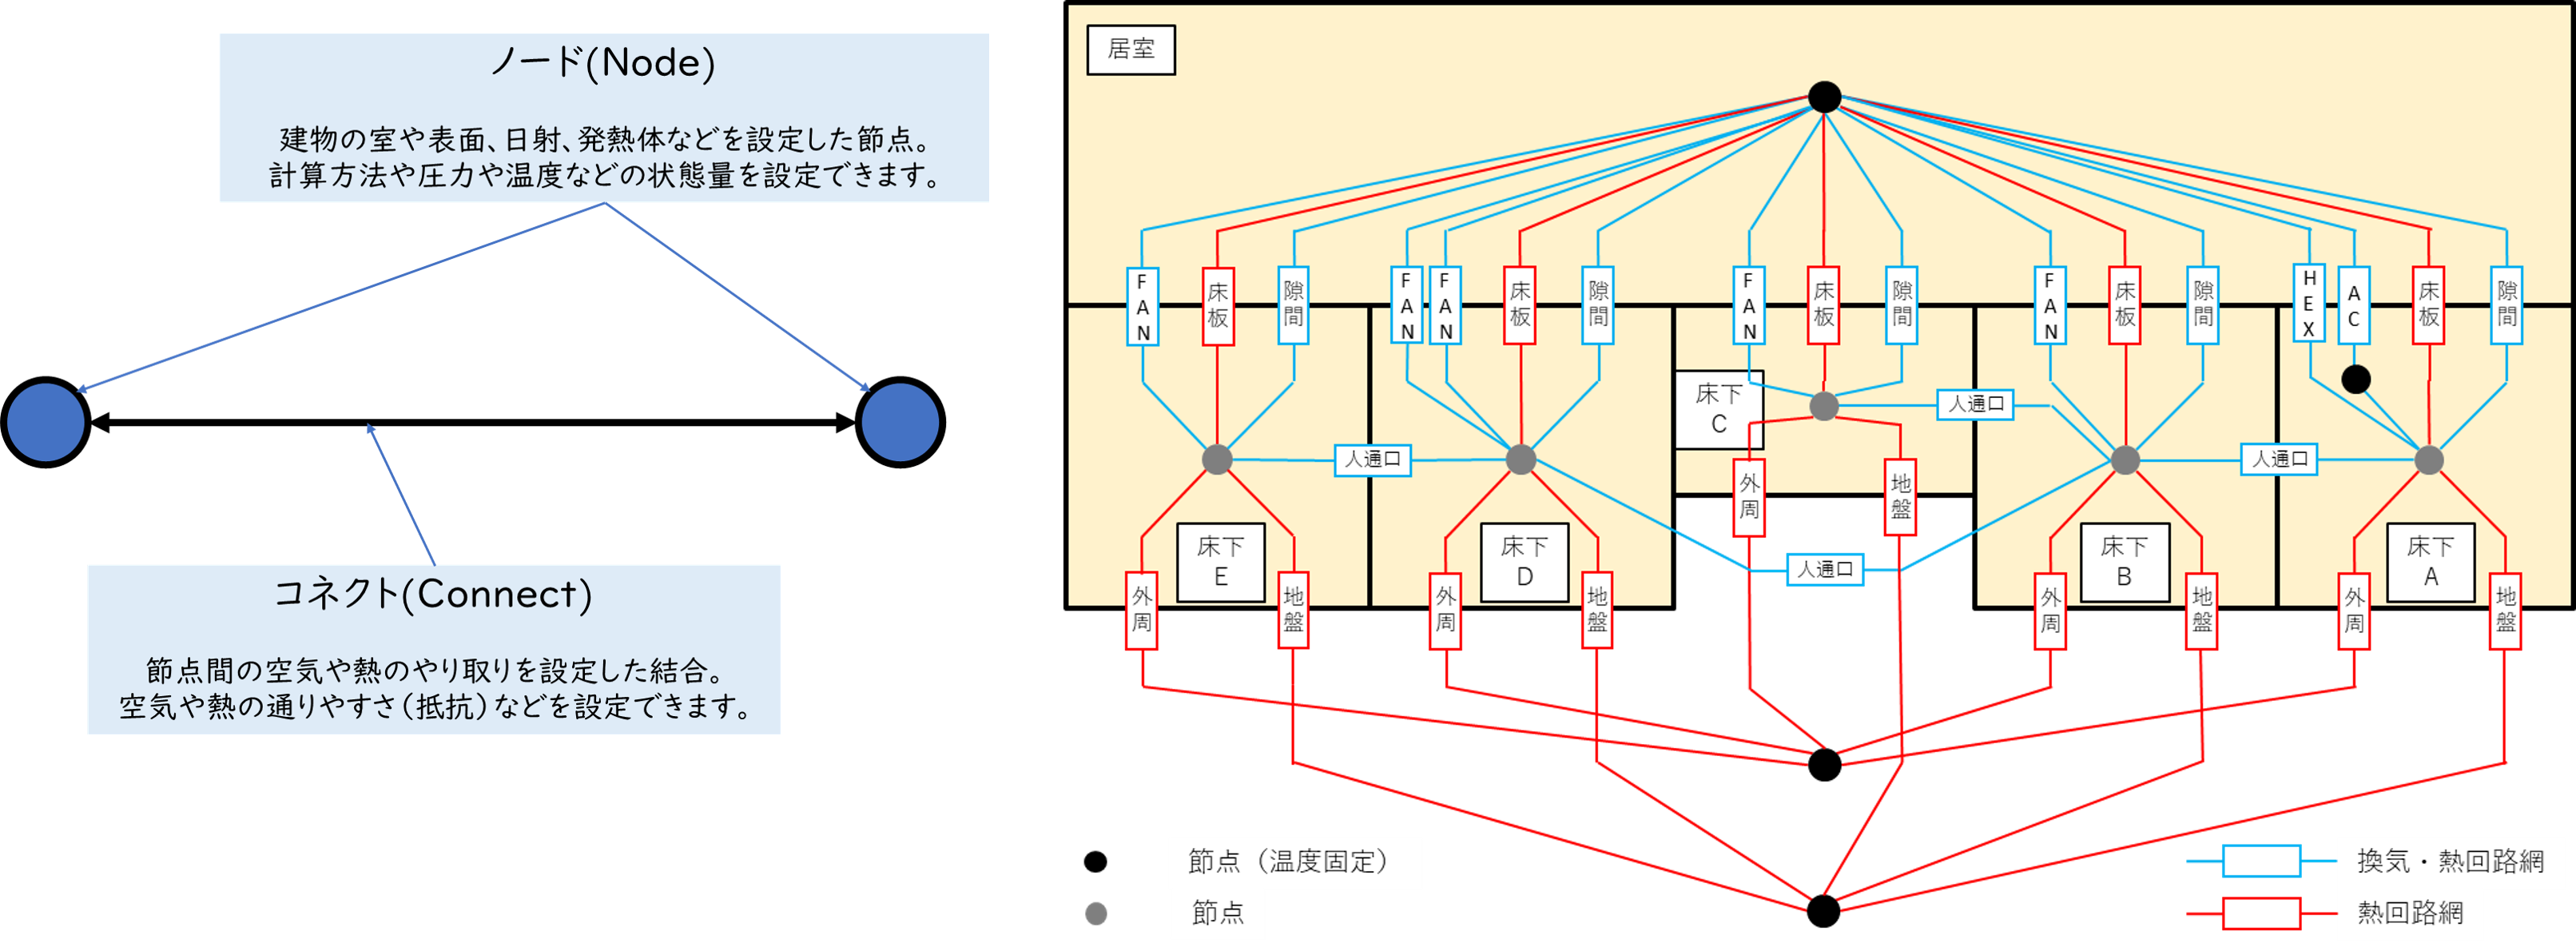 ノード(Node)
建物の室や表面、日射、発熱体などを設定した節点。
計算方法や圧力や温度などの状態量を設定できます。
コネクト(Connect)
節点間の空気や熱のやり取りを設定した結合。
空気や熱の通りやすさ（抵抗）などを設定できます。
居室
FAN
床板
隙間
FAN
FAN
床板
隙間
FAN
床板
隙間
FAN
床板
隙間
HEX
AC
床板
隙間
床下
C
人通口
人通口
人通口
外周
地盤
人通口
床下
E
床下
D
床下
B
床下
A
外周
地盤
外周
地盤
外周
地盤
外周
地盤
節点（温度固定）
節点
換気・熱回路網
熱回路網